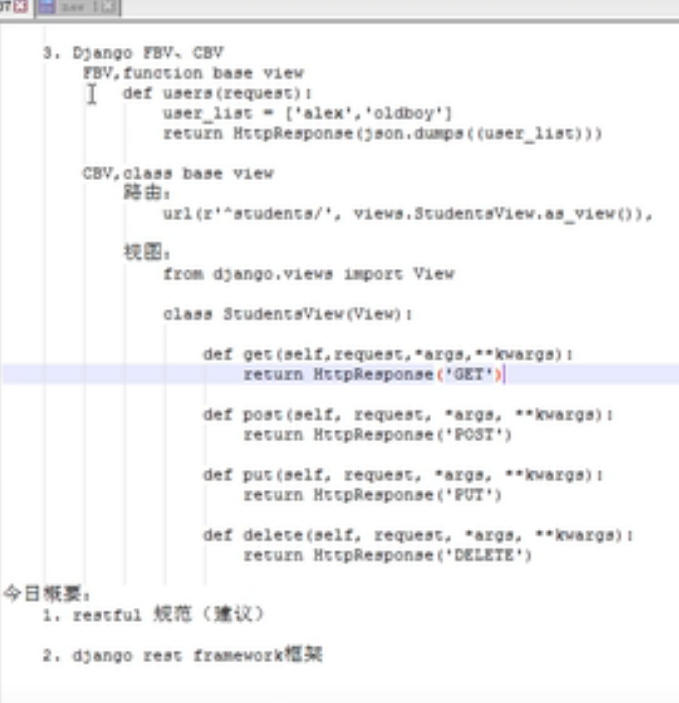 new 1
3. Django FBV、CBV
FBV,function base view
def users(request):
user_list = ['alex','oldboy']
return HttpResponse(json.dumps((user_list)))
CBV,class base view
路由:
url(r'^students/', views.StudentsView.as_view()),
视图:
from django.views import View
class StudentsView(View):
def get(self,request,*args,**kwargs):
return HttpResponse('GET')
def post(self, request, *args, **kwargs):
return HttpResponse('POST')
def put(self, request, *args, **kwargs):
return HttpResponse('PUT')
def delete(self, request, *args, **kwargs):
return HttpResponse('DELETE')
今日概要:
1. restful 规范（建议）
2. django rest framework框架